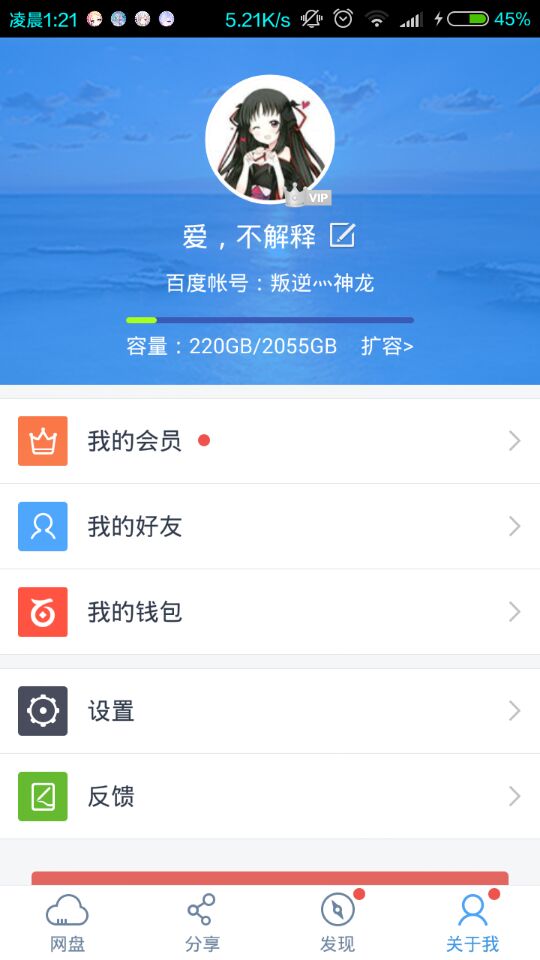 凌晨1:21 5.21K/s 45%
VIP
爱，不解释
百度帐号：叛逆灬神龙
容量：220GB/2055GB 扩容>
我的会员
我的好友
我的钱包
设置
反馈
网盘 分享 发现 关于我